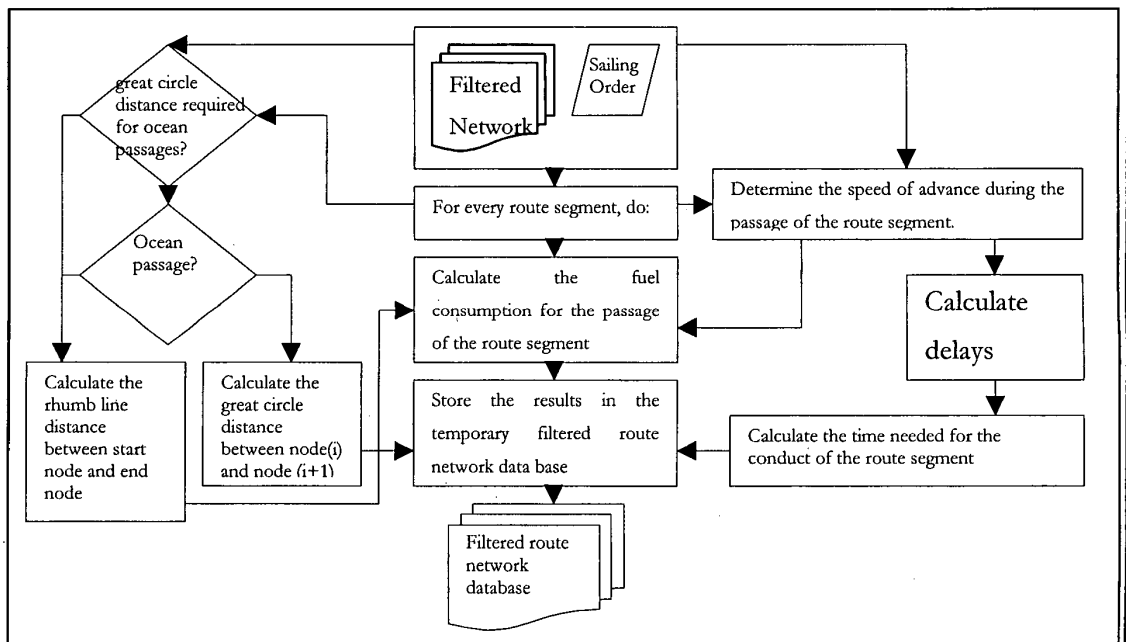 great circle
distance required
for ocean
passages?
Filtered
Network
Sailing
Order
For every route segment, do:
Determine the speed of advance during the
passage of the route segment.
Ocean
passage?
Calculate the fuel
consumption for the passage
of the route segment
Calculate
delays
Calculate the
rhumb line
distance
between start
node and end
node
Calculate the
great circle
distance
between node(i)
and node (i+1)
Store the results in the
temporary filtered route
network data base
Calculate the time needed for the
conduct of the route segment
Filtered route
network
database